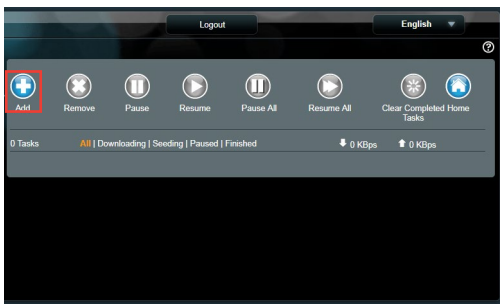 Logout English
?
Add Remove Pause Resume Pause All Resume All Clear Completed Tasks Home
0 Tasks All | Downloading | Seeding | Paused | Finished 0 KBps 0 KBps